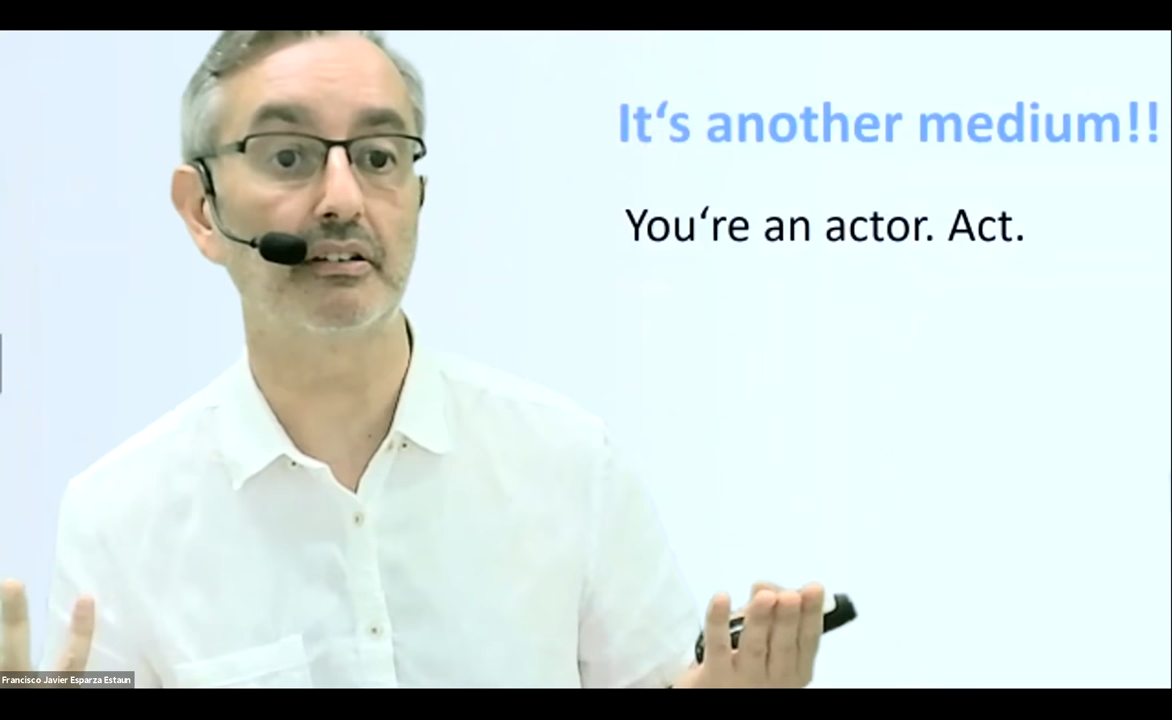 It‘s another medium!!
You‘re an actor. Act.
Francisco Javier Esparza Estaun